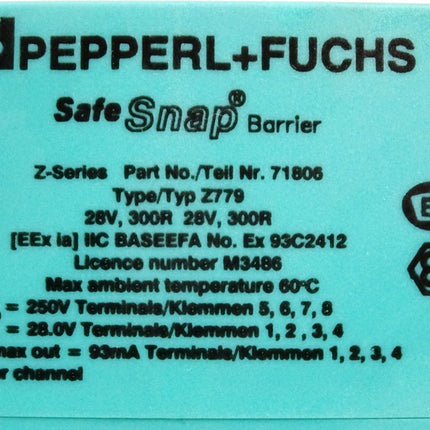 PEPPERL+FUCHS
Safe Snap® Barrier
Z-Series Part No./Teil Nr. 71806
Type/Typ Z779
28V, 300R 28V, 300R
[EEx ia] IIC BASEEFA No. Ex 93C2412
Licence number M3486
Max ambient temperature 60°C
= 250V Terminals/Klemmen 5, 6, 7, 8
= 28.0V Terminals/Klemmen 1, 2, 3, 4
max out = 93mA Terminals/Klemmen 1, 2, 3, 4
r channel